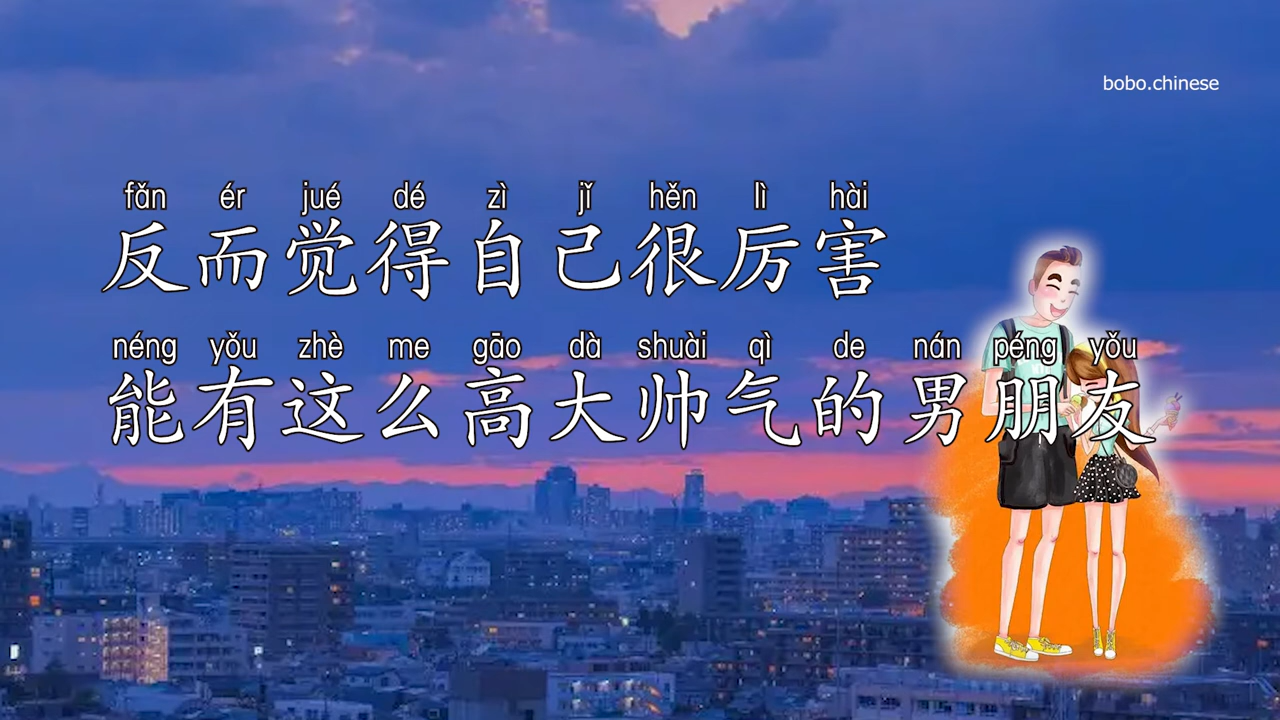 bobo.chinese
fǎn ér jué dé zì jǐ hěn lì hài
反而觉得自己很厉害
néng yǒu zhè me gāo dà shuài qì de nán péng yǒu
能有这么高大帅气的男朋友